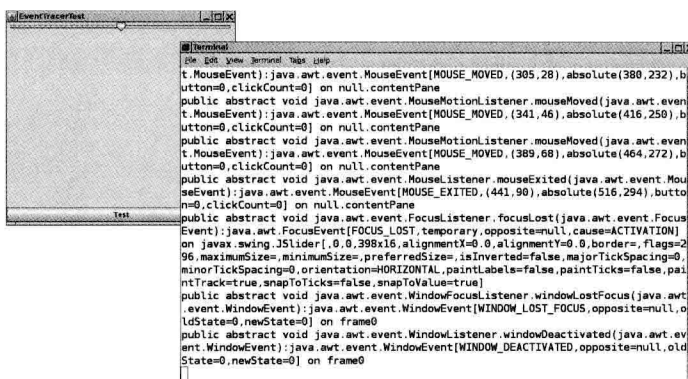 EventTracerTest
Test
Terminal
File Edit View Terminal Tabs Help
t.MouseEvent):java.awt.event.MouseEvent[MOUSE_MOVED,(305,28),absolute(380,232),b
utton=0,clickCount=0] on null.contentPane
public abstract void java.awt.event.MouseMotionListener.mouseMoved(java.awt.even
t.MouseEvent):java.awt.event.MouseEvent[MOUSE_MOVED,(341,46),absolute(416,250),b
utton=0,clickCount=0] on null.contentPane
public abstract void java.awt.event.MouseMotionListener.mouseMoved(java.awt.even
t.MouseEvent):java.awt.event.MouseEvent[MOUSE_MOVED,(389,68),absolute(464,272),b
utton=0,clickCount=0] on null.contentPane
public abstract void java.awt.event.MouseListener.mouseExited(java.awt.event.Mou
seEvent):java.awt.event.MouseEvent[MOUSE_EXITED,(441,90),absolute(516,294),butto
n=0,clickCount=0] on null.contentPane
public abstract void java.awt.event.FocusListener.focusLost(java.awt.event.Focus
Event):java.awt.FocusEvent[FOCUS_LOST,temporary,opposite=null,cause=ACTIVATION]
on javax.swing.JSlider[,0,0,398x16,alignmentX=0.0,alignmentY=0.0,border=,flags=2
96,maximumSize=,minimumSize=,preferredSize=,isInverted=false,majorTickSpacing=0,
minorTickSpacing=0,orientation=HORIZONTAL,paintLabels=false,paintTicks=false,pai
ntTrack=true,snapToTicks=false,snapToValue=true]
public abstract void java.awt.event.WindowFocusListener.windowLostFocus(java.awt
.event.WindowEvent):java.awt.event.WindowEvent[WINDOW_LOST_FOCUS,opposite=null,o
ldState=0,newState=0] on frame0
public abstract void java.awt.event.WindowListener.windowDeactivated(java.awt.ev
ent.WindowEvent):java.awt.event.WindowEvent[WINDOW_DEACTIVATED,opposite=null,old
State=0,newState=0] on frame0